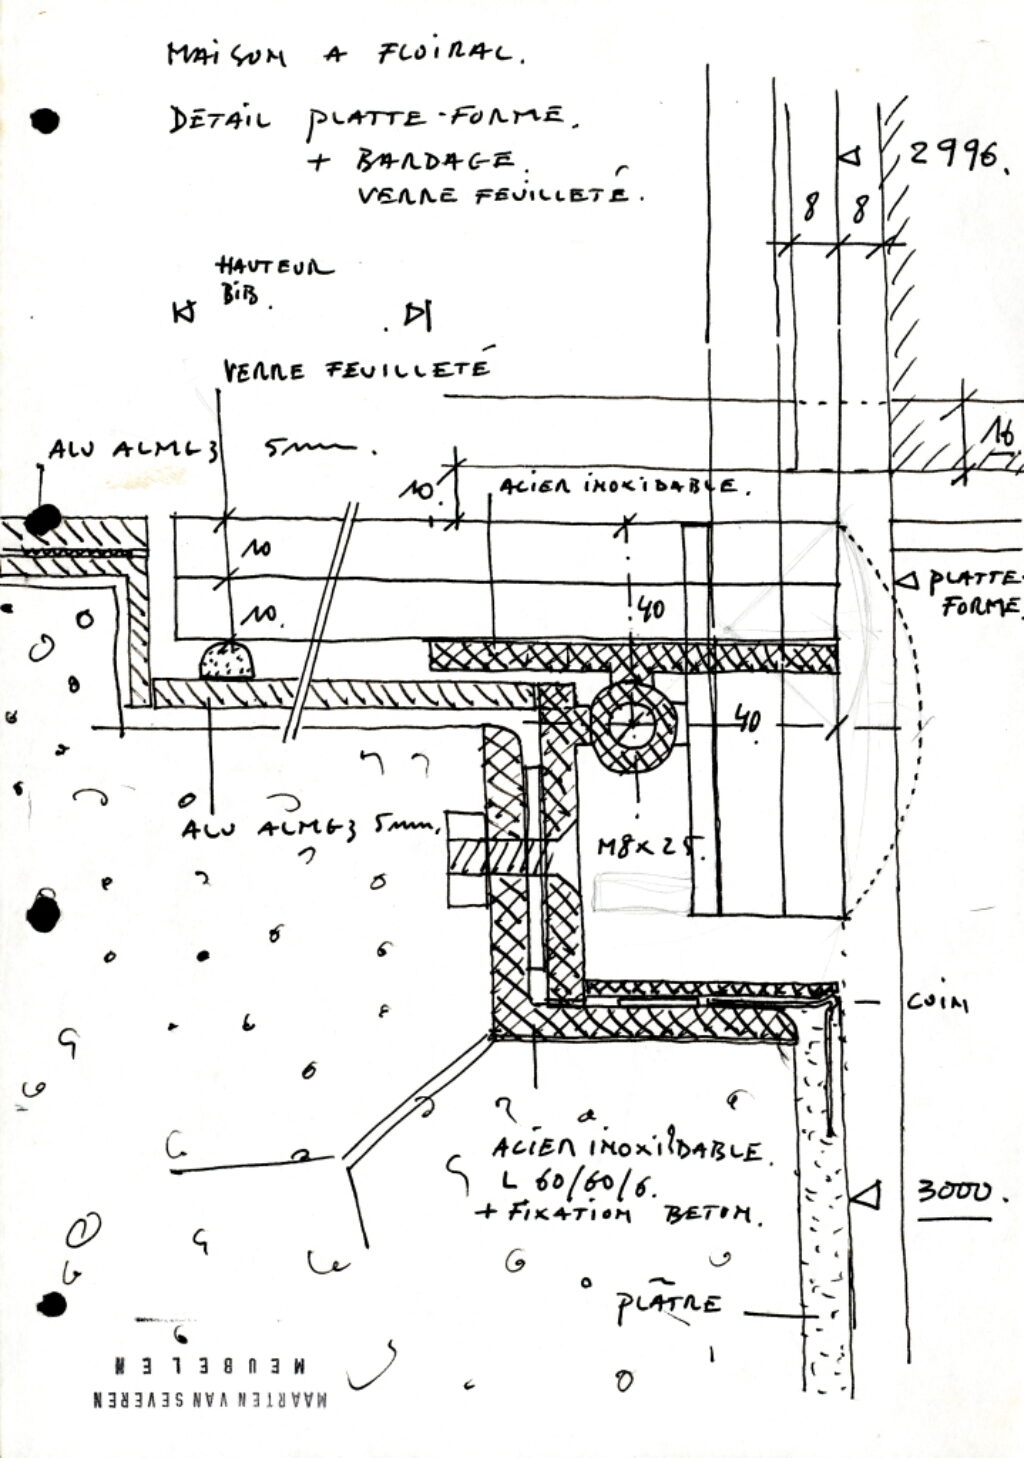 MAISON A FLOIRAL.
DETAIL PLATTE-FORME.
+ BARDAGE.
VERRE FEUILLETÉ.
2996.
8 8
HAUTEUR
BIB.
VERRE FEUILLETÉ
ALU ALMG3 5mm.
16
10.
ACIER INOXIDABLE.
10
10.
40
PLATTE-
FORME.
40
ALU ALMG3 5mm.
M8x25.
COIN
ACIER INOXIDABLE.
L 60/60/6.
+ FIXATION BETON.
3000.
PLÂTRE
MAARTEN VAN SEVEREN
MEUBELEN